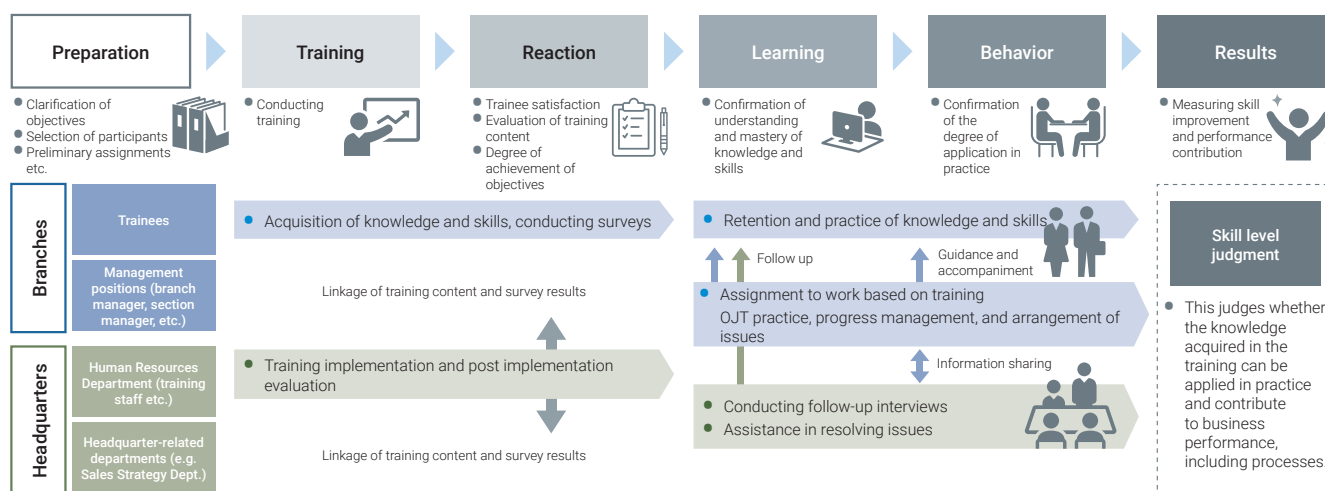 Preparation
Training
Reaction
Learning
Behavior
Results
Clarification of
objectives
Selection of participants
Preliminary assignments
etc.
Conducting
training
Trainee satisfaction
Evaluation of training
content
Degree of
achievement of
objectives
Confirmation of
understanding
and mastery of
knowledge and
skills
Confirmation
of the
degree of
application in
practice
Measuring skill
improvement
and performance
contribution
Branches
Trainees
Acquisition of knowledge and skills, conducting surveys
Retention and practice of knowledge and skills
Follow up
Guidance and
accompaniment
Management
positions (branch
manager, section
manager, etc.)
Linkage of training content and survey results
Assignment to work based on training
OJT practice, progress management, and arrangement of
issues
Information sharing
Headquarters
Human Resources
Department (training
staff etc.)
Training implementation and post implementation
evaluation
Conducting follow-up interviews
Assistance in resolving issues
Headquarter-related
departments (e.g.
Sales Strategy Dept.)
Linkage of training content and survey results
Skill level
judgment
This judges whether
the knowledge
acquired in the
training can be
applied in practice
and contribute
to business
performance,
including processes